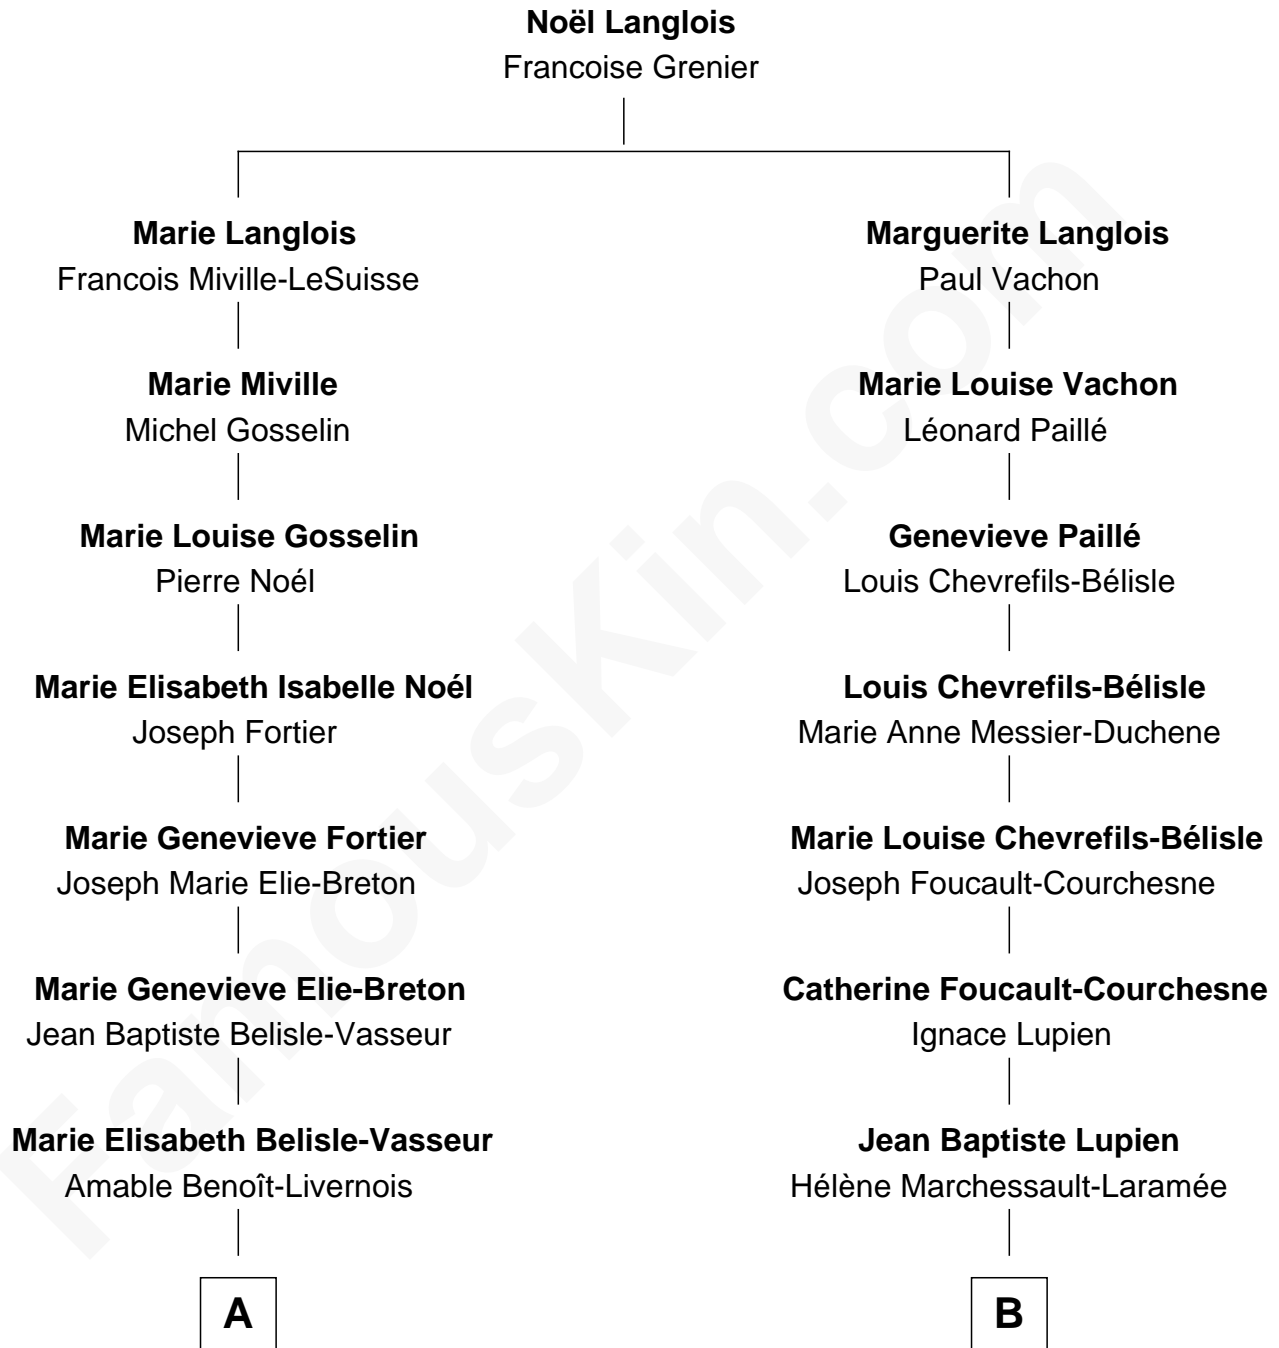 Noël Langlois
Francoise Grenier
Marie Langlois
Francois Miville-LeSuisse
Marguerite Langlois
Paul Vachon
Marie Miville
Michel Gosselin
Marie Louise Vachon
Léonard Paillé
Marie Louise Gosselin
Pierre Noél
Genevieve Paillé
Louis Chevrefils-Bélisle
Marie Elisabeth Isabelle Noél
Joseph Fortier
Louis Chevrefils-Bélisle
Marie Anne Messier-Duchene
Marie Genevieve Fortier
Joseph Marie Elie-Breton
Marie Louise Chevrefils-Bélisle
Joseph Foucault-Courchesne
Marie Genevieve Elie-Breton
Jean Baptiste Belisle-Vasseur
Catherine Foucault-Courchesne
Ignace Lupien
Marie Elisabeth Belisle-Vasseur
Amable Benoît-Livernois
Jean Baptiste Lupien
Hélène Marchessault-Laramée
A
B
FamousKin.com